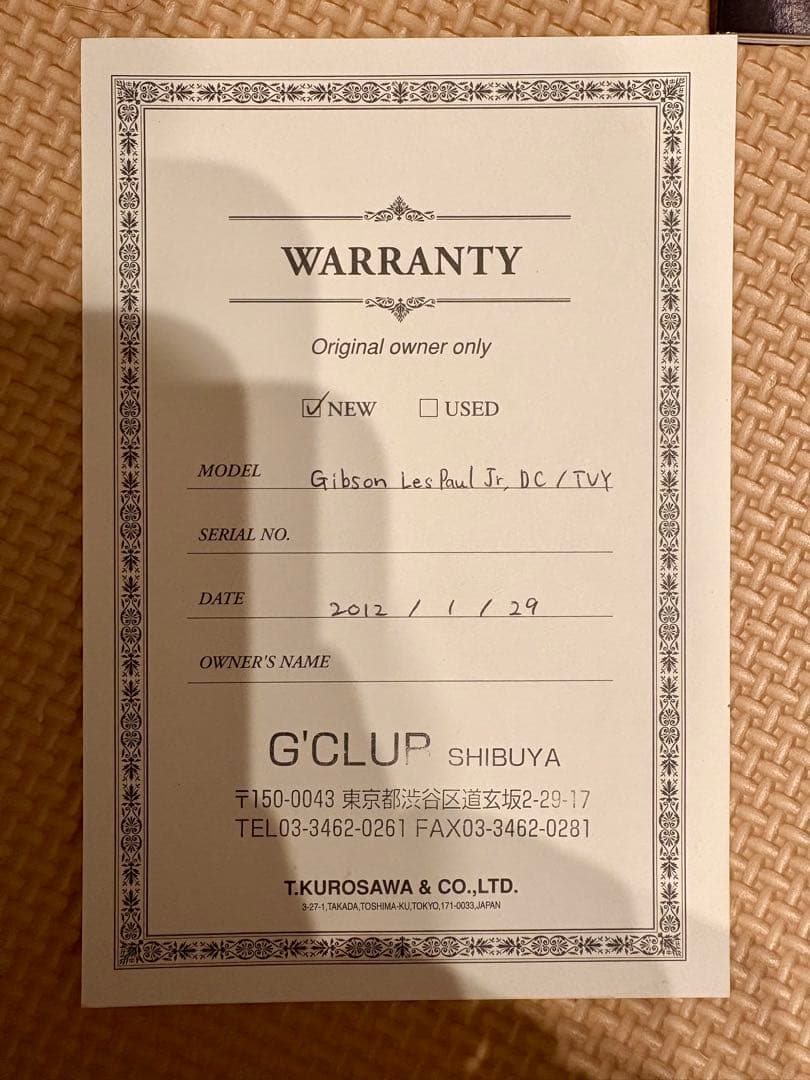 WARRANTY
Original owner only
☑ NEW ☐ USED
MODEL Gibson Les Paul Jr, DC / TVY
SERIAL NO.
DATE 2012 / 1 / 29
OWNER'S NAME
G'CLUP SHIBUYA
〒150-0043 東京都渋谷区道玄坂2-29-17
TEL03-3462-0261 FAX03-3462-0281
T.KUROSAWA & CO.,LTD.
3-27-1,TAKADA,TOSHIMA-KU,TOKYO,171-0033,JAPAN